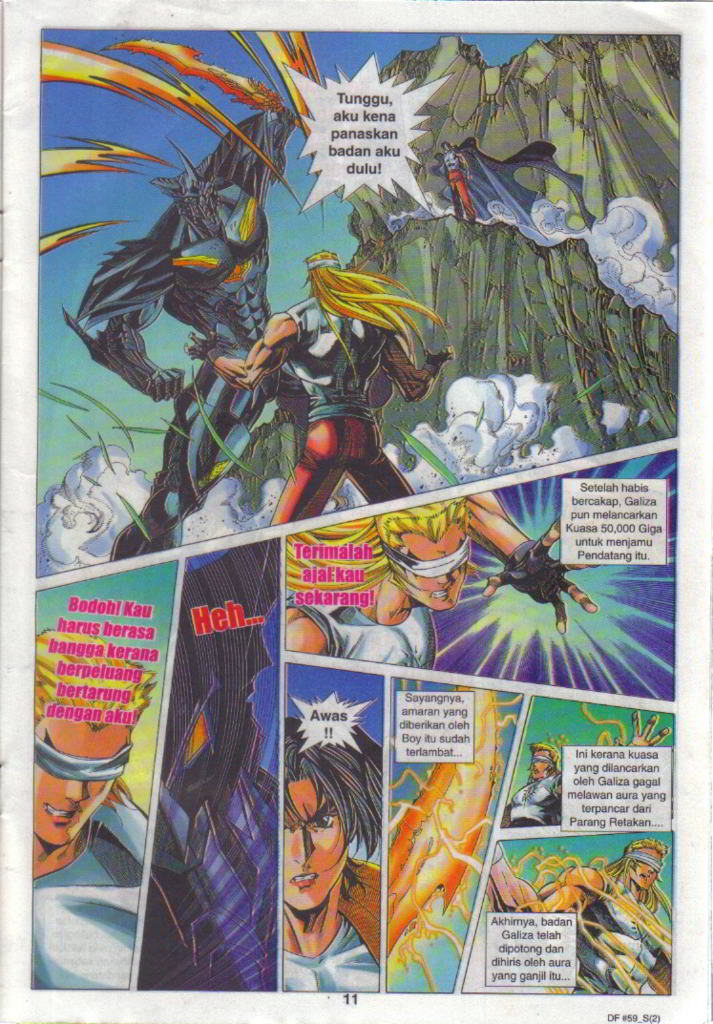 Tunggu,
aku kena
panaskan
badan aku
dulu!
Setelah habis
bercakap, Galiza
pun melancarkan
Kuasa 50,000 Giga
untuk menjamu
Pendatang itu.
Terimalah
ajal kau
sekarang!
Bodoh! Kau
harus berasa
bangga kerana
berpeluang
bertarung
dengan aku!
Heh...
Awas
!!
Sayangnya,
amaran yang
diberikan oleh
Boy itu sudah
terlambat...
Ini kerana kuasa
yang dilancarkan
oleh Galiza gagal
melawan aura yang
terpancar dari
Parang Retakan....
Akhirnya, badan
Galiza telah
dipotong dan
dihiris oleh aura
yang ganjil itu...
11
DF #59_S(2)